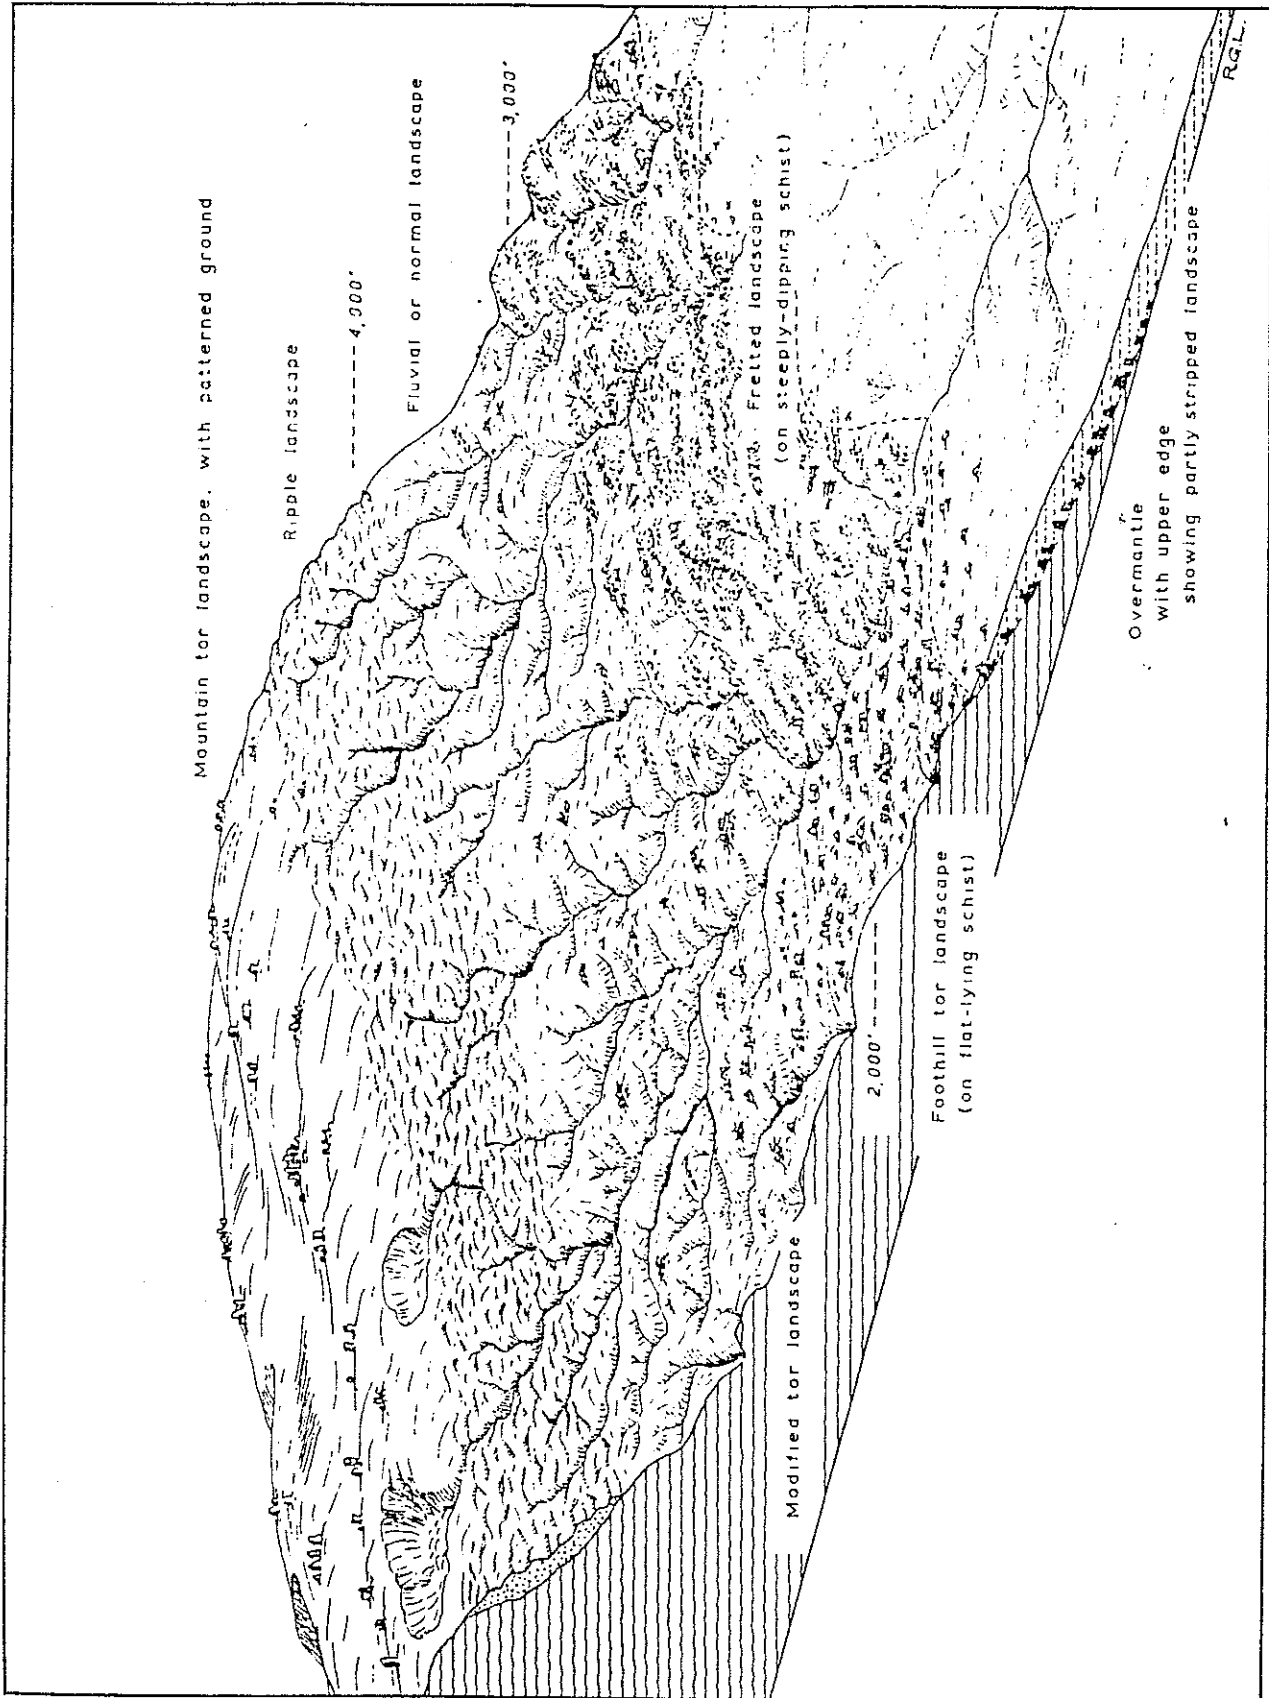 Mountain tor landscape, with patterned ground
Ripple landscape
4,000'
Fluvial or normal landscape
3,000'
Fretted landscape
(on steeply-dipping schist)
2,000'
Foothill tor landscape
(on flat-lying schist)
Modified tor landscape
Overmantle
with upper edge
showing partly stripped landscape
R.G.L.